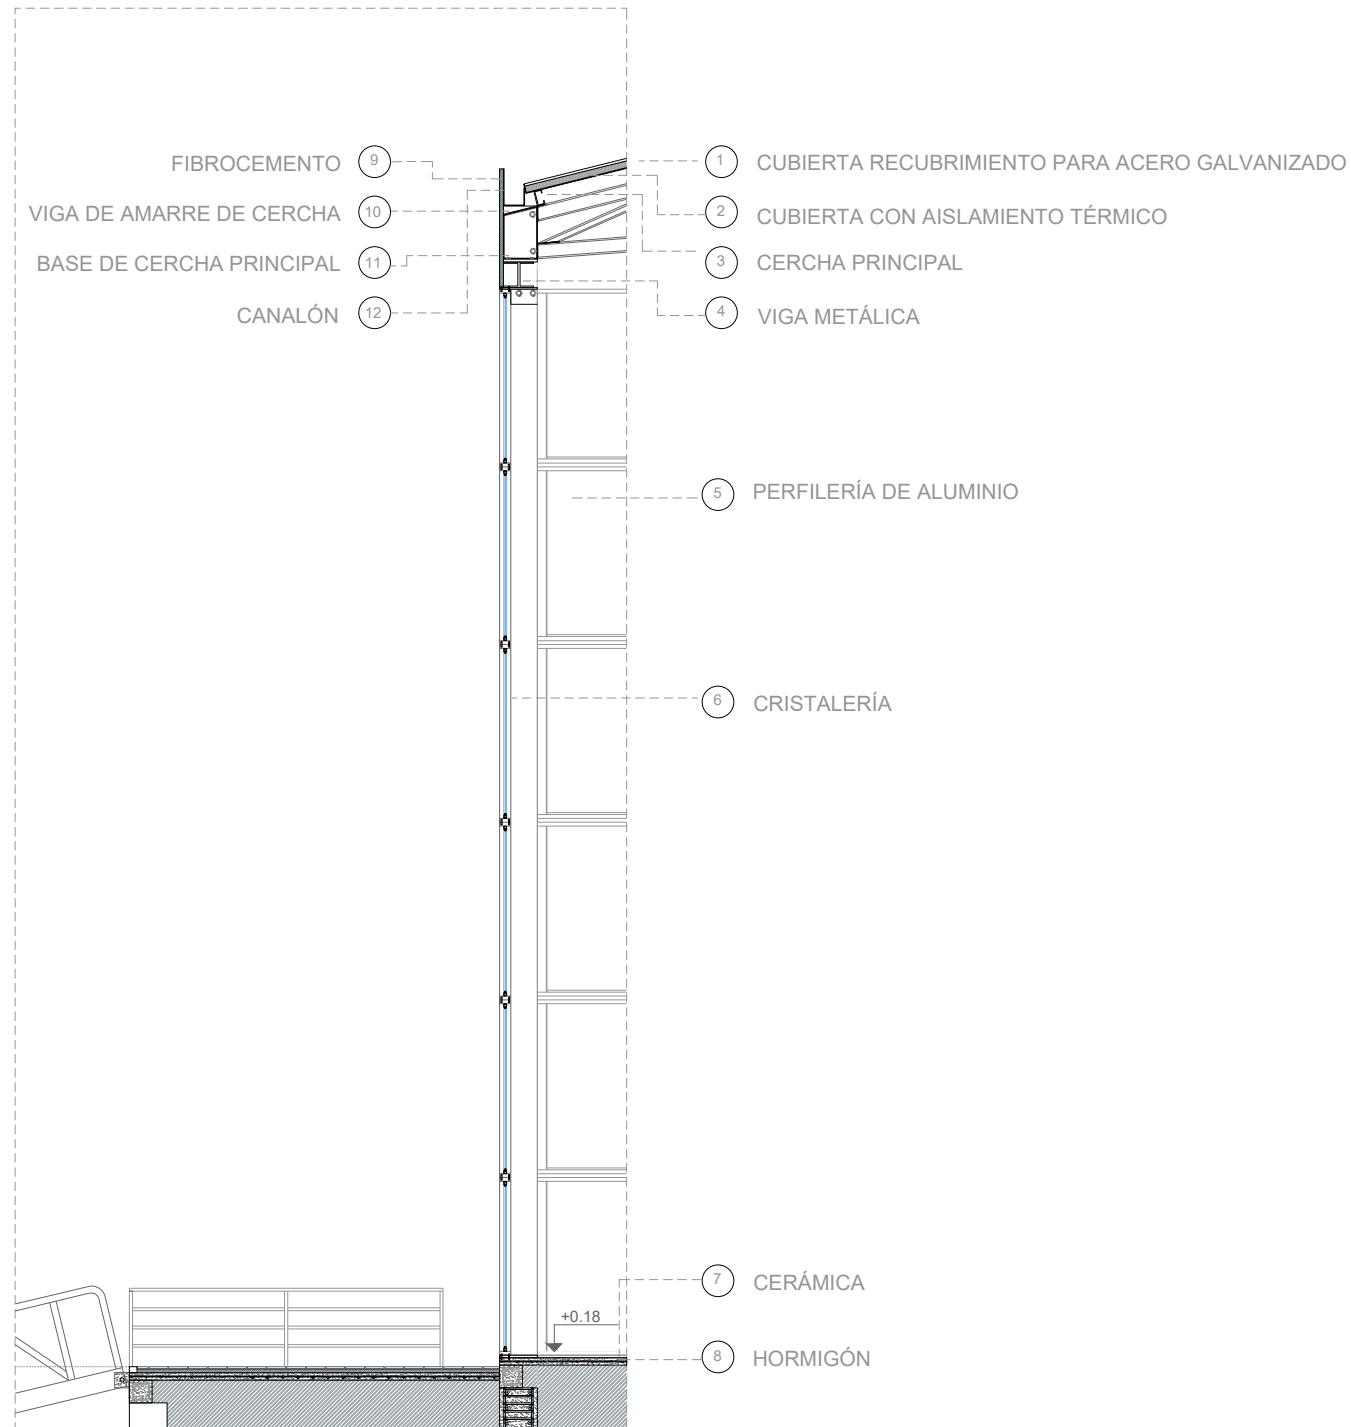 FIBROCEMENTO 9
VIGA DE AMARRE DE CERCHA 10
BASE DE CERCHA PRINCIPAL 11
CANALÓN 12
1 CUBIERTA RECUBRIMIENTO PARA ACERO GALVANIZADO
2 CUBIERTA CON AISLAMIENTO TÉRMICO
3 CERCHA PRINCIPAL
4 VIGA METÁLICA
5 PERFILERÍA DE ALUMINIO
6 CRISTALERÍA
7 CERÁMICA
+0.18
8 HORMIGÓN